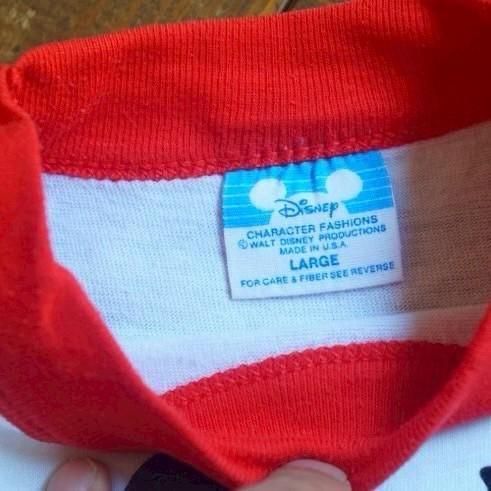 Disney
CHARACTER FASHIONS
© WALT DISNEY PRODUCTIONS
MADE IN U.S.A.
LARGE
FOR CARE & FIBER SEE REVERSE